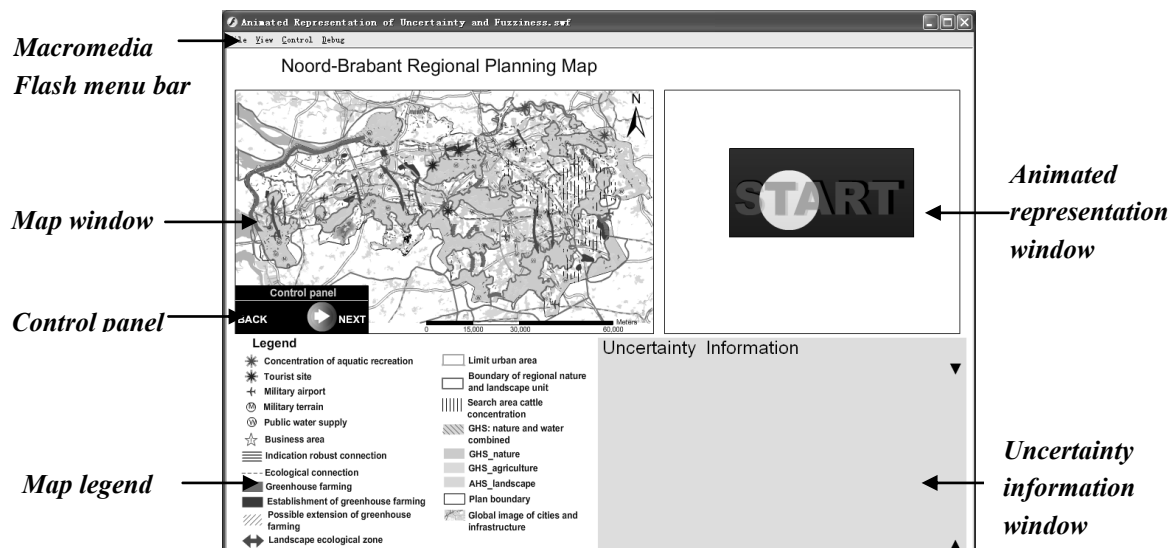 Animated Representation of Uncertainty and Fuzziness.swf
View Control Debug
Macromedia
Flash menu bar
Noord-Brabant Regional Planning Map
N
START
Animated
representation
window
Map window
Control panel
Control panel
BACK NEXT
Meters
0 15,000 30,000 60,000
Legend
Concentration of aquatic recreation
Tourist site
Military airport
M Military terrain
W Public water supply
Business area
Indication robust connection
Ecological connection
Greenhouse farming
Establishment of greenhouse farming
Possible extension of greenhouse
farming
Landscape ecological zone
Limit urban area
Boundary of regional nature
and landscape unit
Search area cattle
concentration
GHS: nature and water
combined
GHS_nature
GHS_agriculture
AHS_landscape
Plan boundary
Global image of cities and
infrastructure
Map legend
Uncertainty Information
Uncertainty
information
window